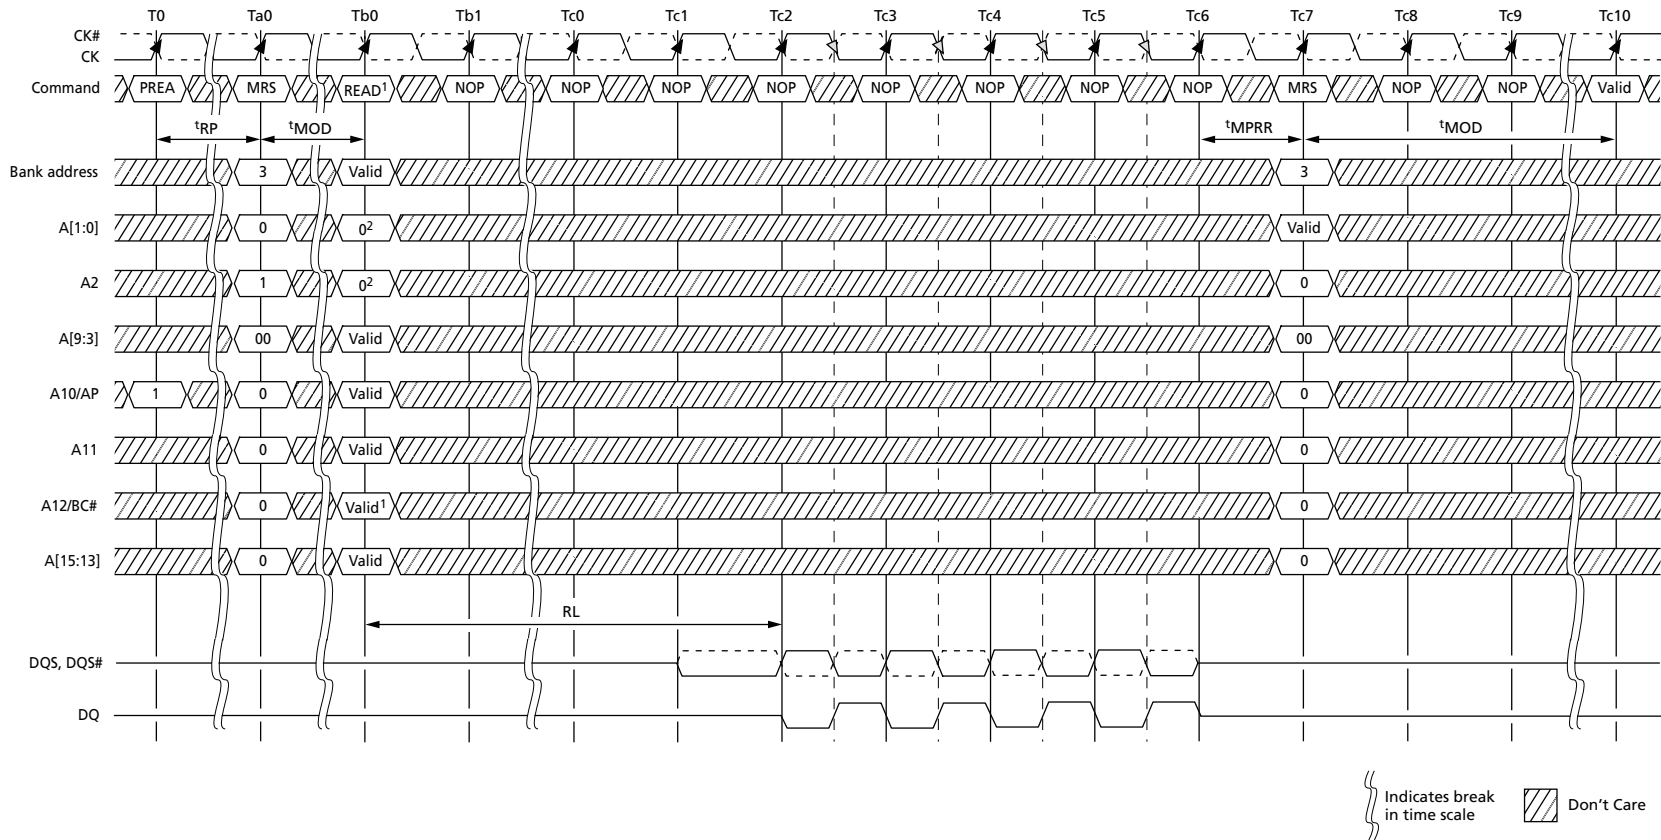 T0 Ta0 Tb0 Tb1 Tc0 Tc1 Tc2 Tc3 Tc4 Tc5 Tc6 Tc7 Tc8 Tc9 Tc10
CK#
CK
Command PREA MRS READ¹ NOP NOP NOP NOP NOP NOP NOP NOP MRS NOP NOP Valid
tRP tMOD tMPRR tMOD
Bank address 3 Valid 3
A[1:0] 0 0² Valid
A2 1 0² 0
A[9:3] 00 Valid 00
A10/AP 1 0 Valid 0
A11 0 Valid 0
A12/BC# 0 Valid¹ 0
A[15:13] 0 Valid 0
RL
DQS, DQS#
DQ
Indicates break
in time scale
Don't Care